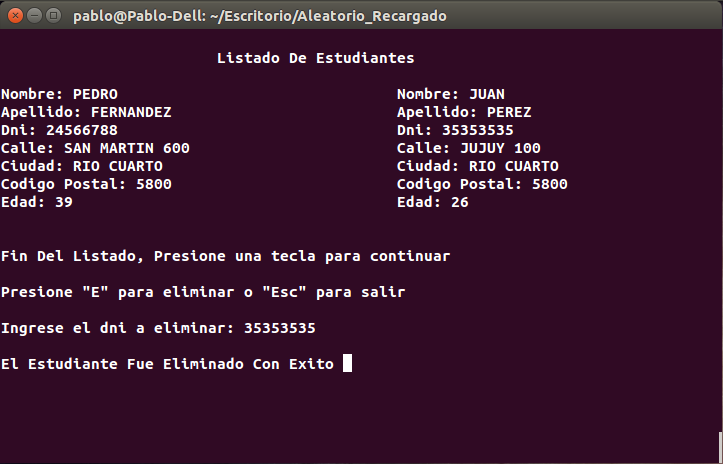 pablo@Pablo-Dell: ~/Escritorio/Aleatorio_Recargado
Listado De Estudiantes
Nombre: PEDRO Nombre: JUAN
Apellido: FERNANDEZ Apellido: PEREZ
Dni: 24566788 Dni: 35353535
Calle: SAN MARTIN 600 Calle: JUJUY 100
Ciudad: RIO CUARTO Ciudad: RIO CUARTO
Codigo Postal: 5800 Codigo Postal: 5800
Edad: 39 Edad: 26
Fin Del Listado, Presione una tecla para continuar
Presione "E" para eliminar o "Esc" para salir
Ingrese el dni a eliminar: 35353535
El Estudiante Fue Eliminado Con Exito